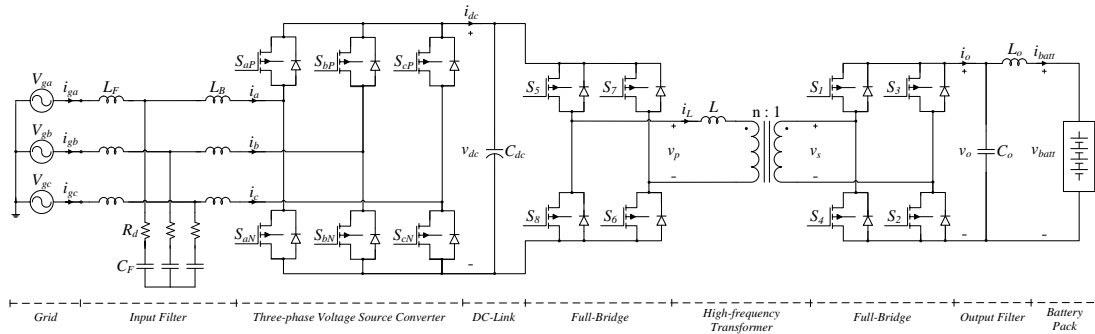 i_dc
S_aP S_bP S_cP
V_ga i_ga L_F L_B i_a
V_gb i_gb i_b
V_gc i_gc i_c
R_d
C_F
S_aN S_bN S_cN
+
v_dc C_dc
−
S_5 S_7
S_8 S_6
i_L L n : 1
+ v_p −
+ v_s −
S_1 S_3
S_4 S_2
i_o L_o i_batt
+ v_o − C_o
+ v_batt −
Grid
Input Filter
Three-phase Voltage Source Converter
DC-Link
Full-Bridge
High-frequency
Transformer
Full-Bridge
Output Filter
Battery
Pack